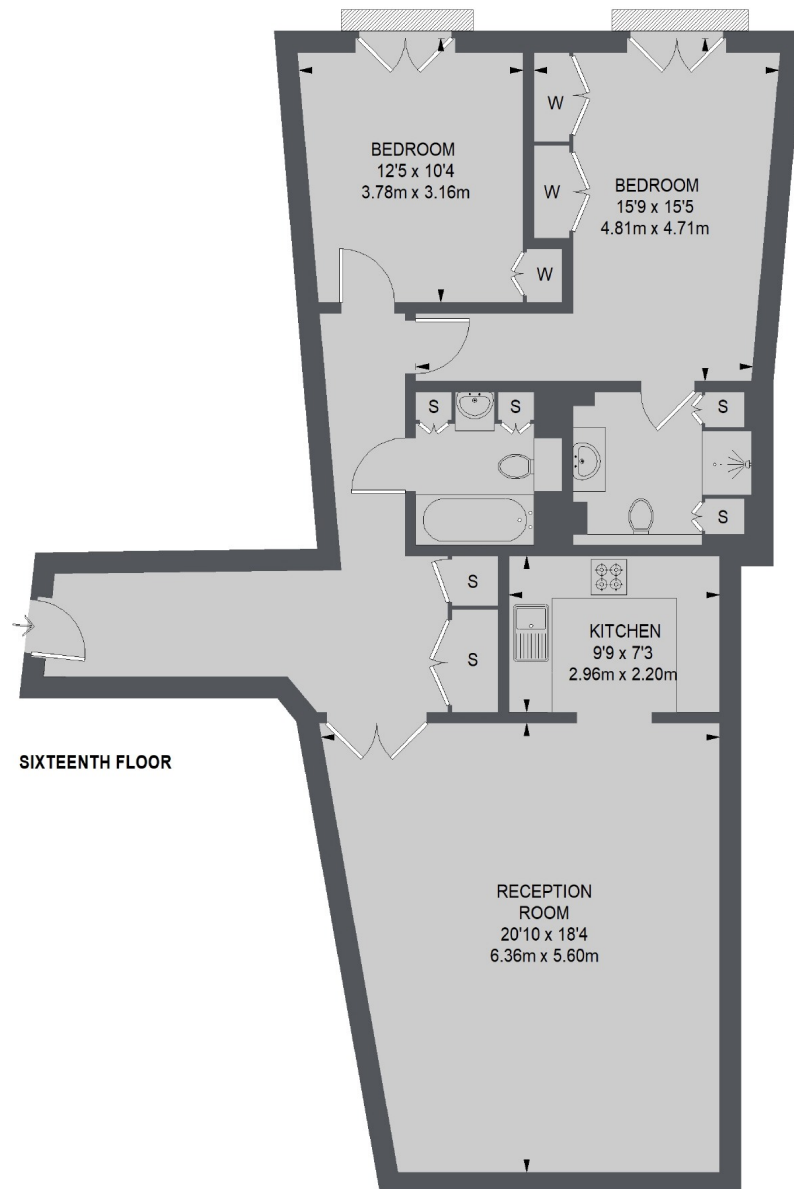 BEDROOM
12'5 x 10'4
3.78m x 3.16m
W
W
BEDROOM
15'9 x 15'5
4.81m x 4.71m
W
S
S
S
S
S
S
KITCHEN
9'9 x 7'3
2.96m x 2.20m
SIXTEENTH FLOOR
RECEPTION
ROOM
20'10 x 18'4
6.36m x 5.60m